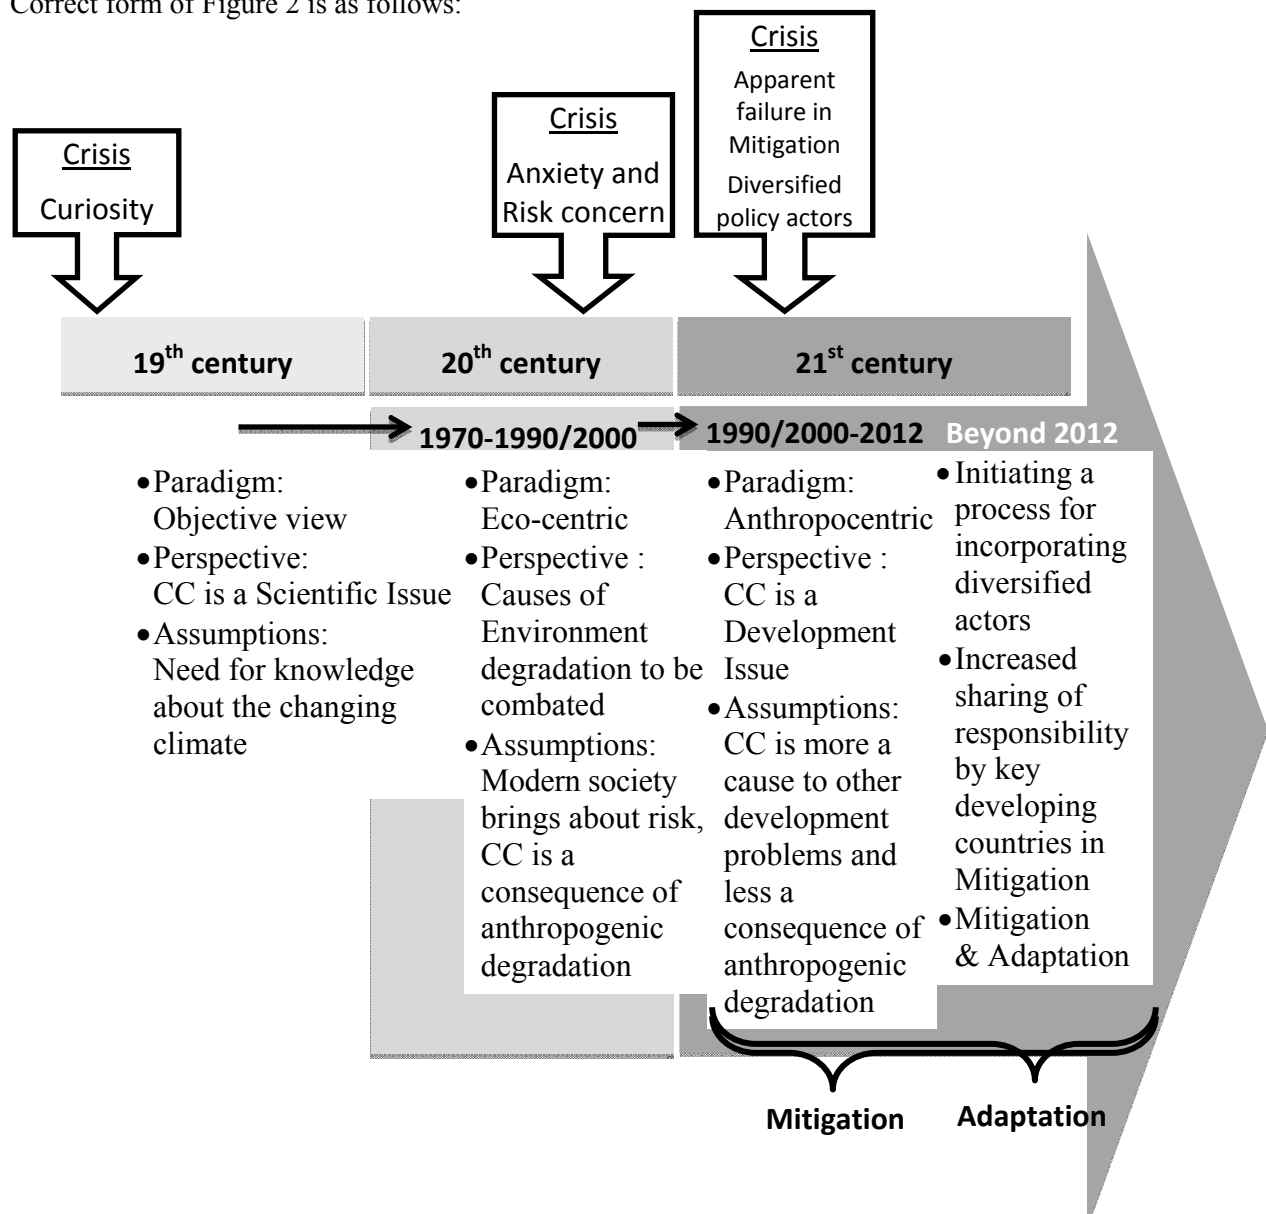 Correct form of Figure 2 is as follows:
Crisis
Curiosity
Crisis
Anxiety and
Risk concern
Crisis
Apparent
failure in
Mitigation
Diversified
policy actors
19th century
20th century
21st century
1970-1990/2000
1990/2000-2012
Beyond 2012
•Paradigm:
Objective view
•Perspective:
CC is a Scientific Issue
•Assumptions:
Need for knowledge
about the changing
climate
•Paradigm:
Eco-centric
•Perspective :
Causes of
Environment
degradation to be
combated
•Assumptions:
Modern society
brings about risk,
CC is a
consequence of
anthropogenic
degradation
•Paradigm:
Anthropocentric
•Perspective :
CC is a
Development
Issue
•Assumptions:
CC is more a
cause to other
development
problems and
less a
consequence of
anthropogenic
degradation
•Initiating a
process for
incorporating
diversified
actors
•Increased
sharing of
responsibility
by key
developing
countries in
Mitigation
•Mitigation
& Adaptation
Mitigation
Adaptation